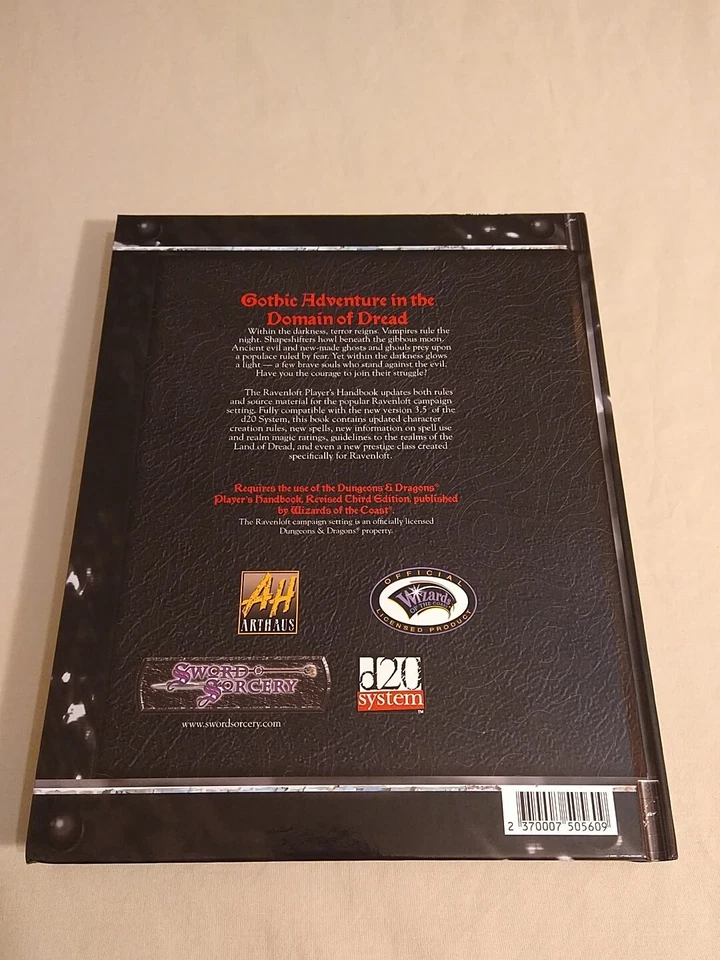 Gothic Adventure in the
Domain of Dread
Within the darkness, terror reigns. Vampires rule the
night. Shapeshifters howl beneath the gibbous moon.
Ancient evil and new-made ghosts and ghouls prey upon
a populace ruled by fear. Yet within the darkness glows
a light — a few brave souls who stand against the evil.
Have you the courage to join their struggle?
The Ravenloft Player's Handbook updates both rules
and source material for the popular Ravenloft campaign
setting. Fully compatible with the new version 3.5 of the
d20 System, this book contains updated character
creation rules, new spells, new information on spell use
and realm magic ratings, guidelines to the realms of the
Land of Dread, and even a new prestige class created
specifically for Ravenloft.
Requires the use of the Dungeons & Dragons®
Player's Handbook, Revised Third Edition, published
by Wizards of the Coast®.
The Ravenloft campaign setting is an officially licensed
Dungeons & Dragons® property.
AH
ARTHAUS
OFFICIAL
Wizards
OF THE COAST
LICENSED PRODUCT
SWORD & SORCERY
www.swordsorcery.com
d20
system
™
2 370007 505609